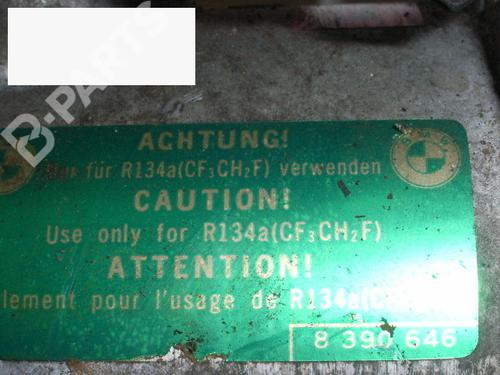 B-PARTS
ACHTUNG!
Nur für R134a(CF₃CH₂F) verwenden
CAUTION!
Use only for R134a(CF₃CH₂F)
ATTENTION!
lement pour l'usage de R134a(C
8 390 646